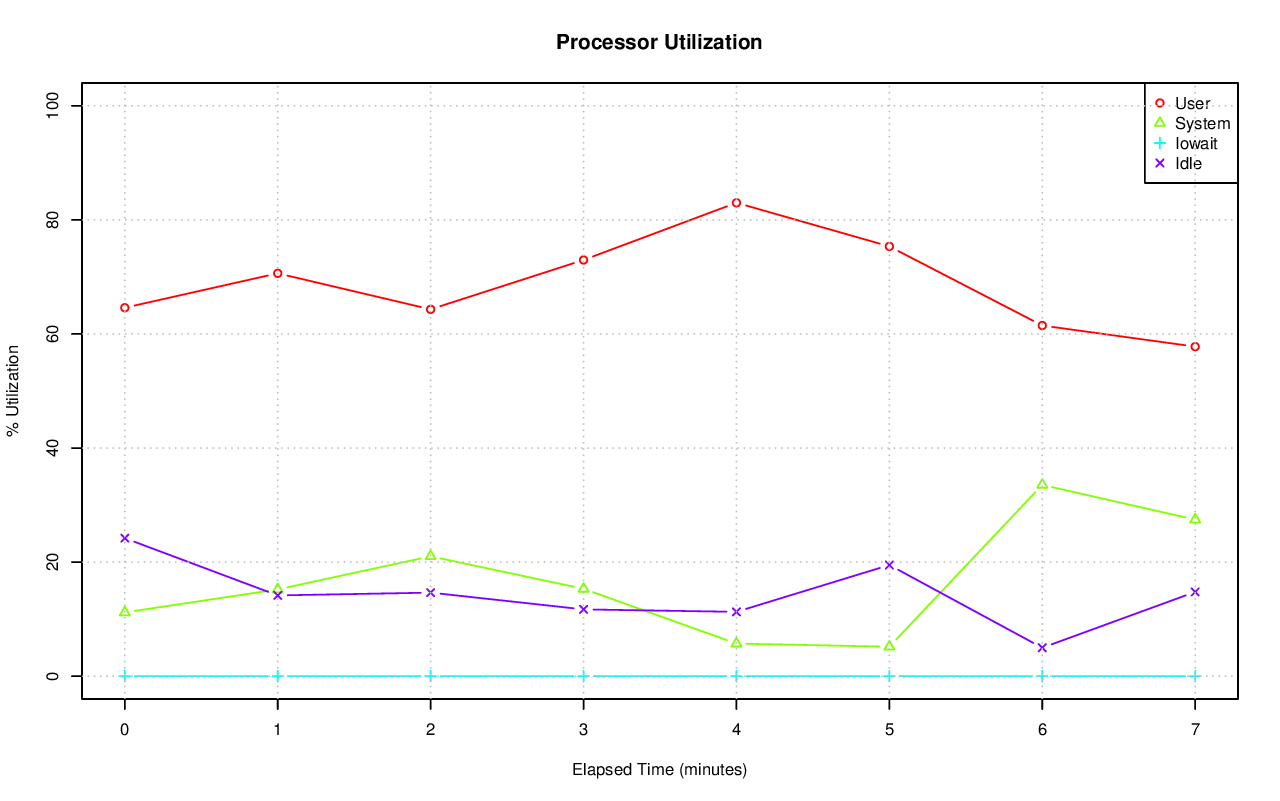 Processor Utilization
User
System
Iowait
Idle
100
80
60
40
20
0
% Utilization
0 1 2 3 4 5 6 7
Elapsed Time (minutes)